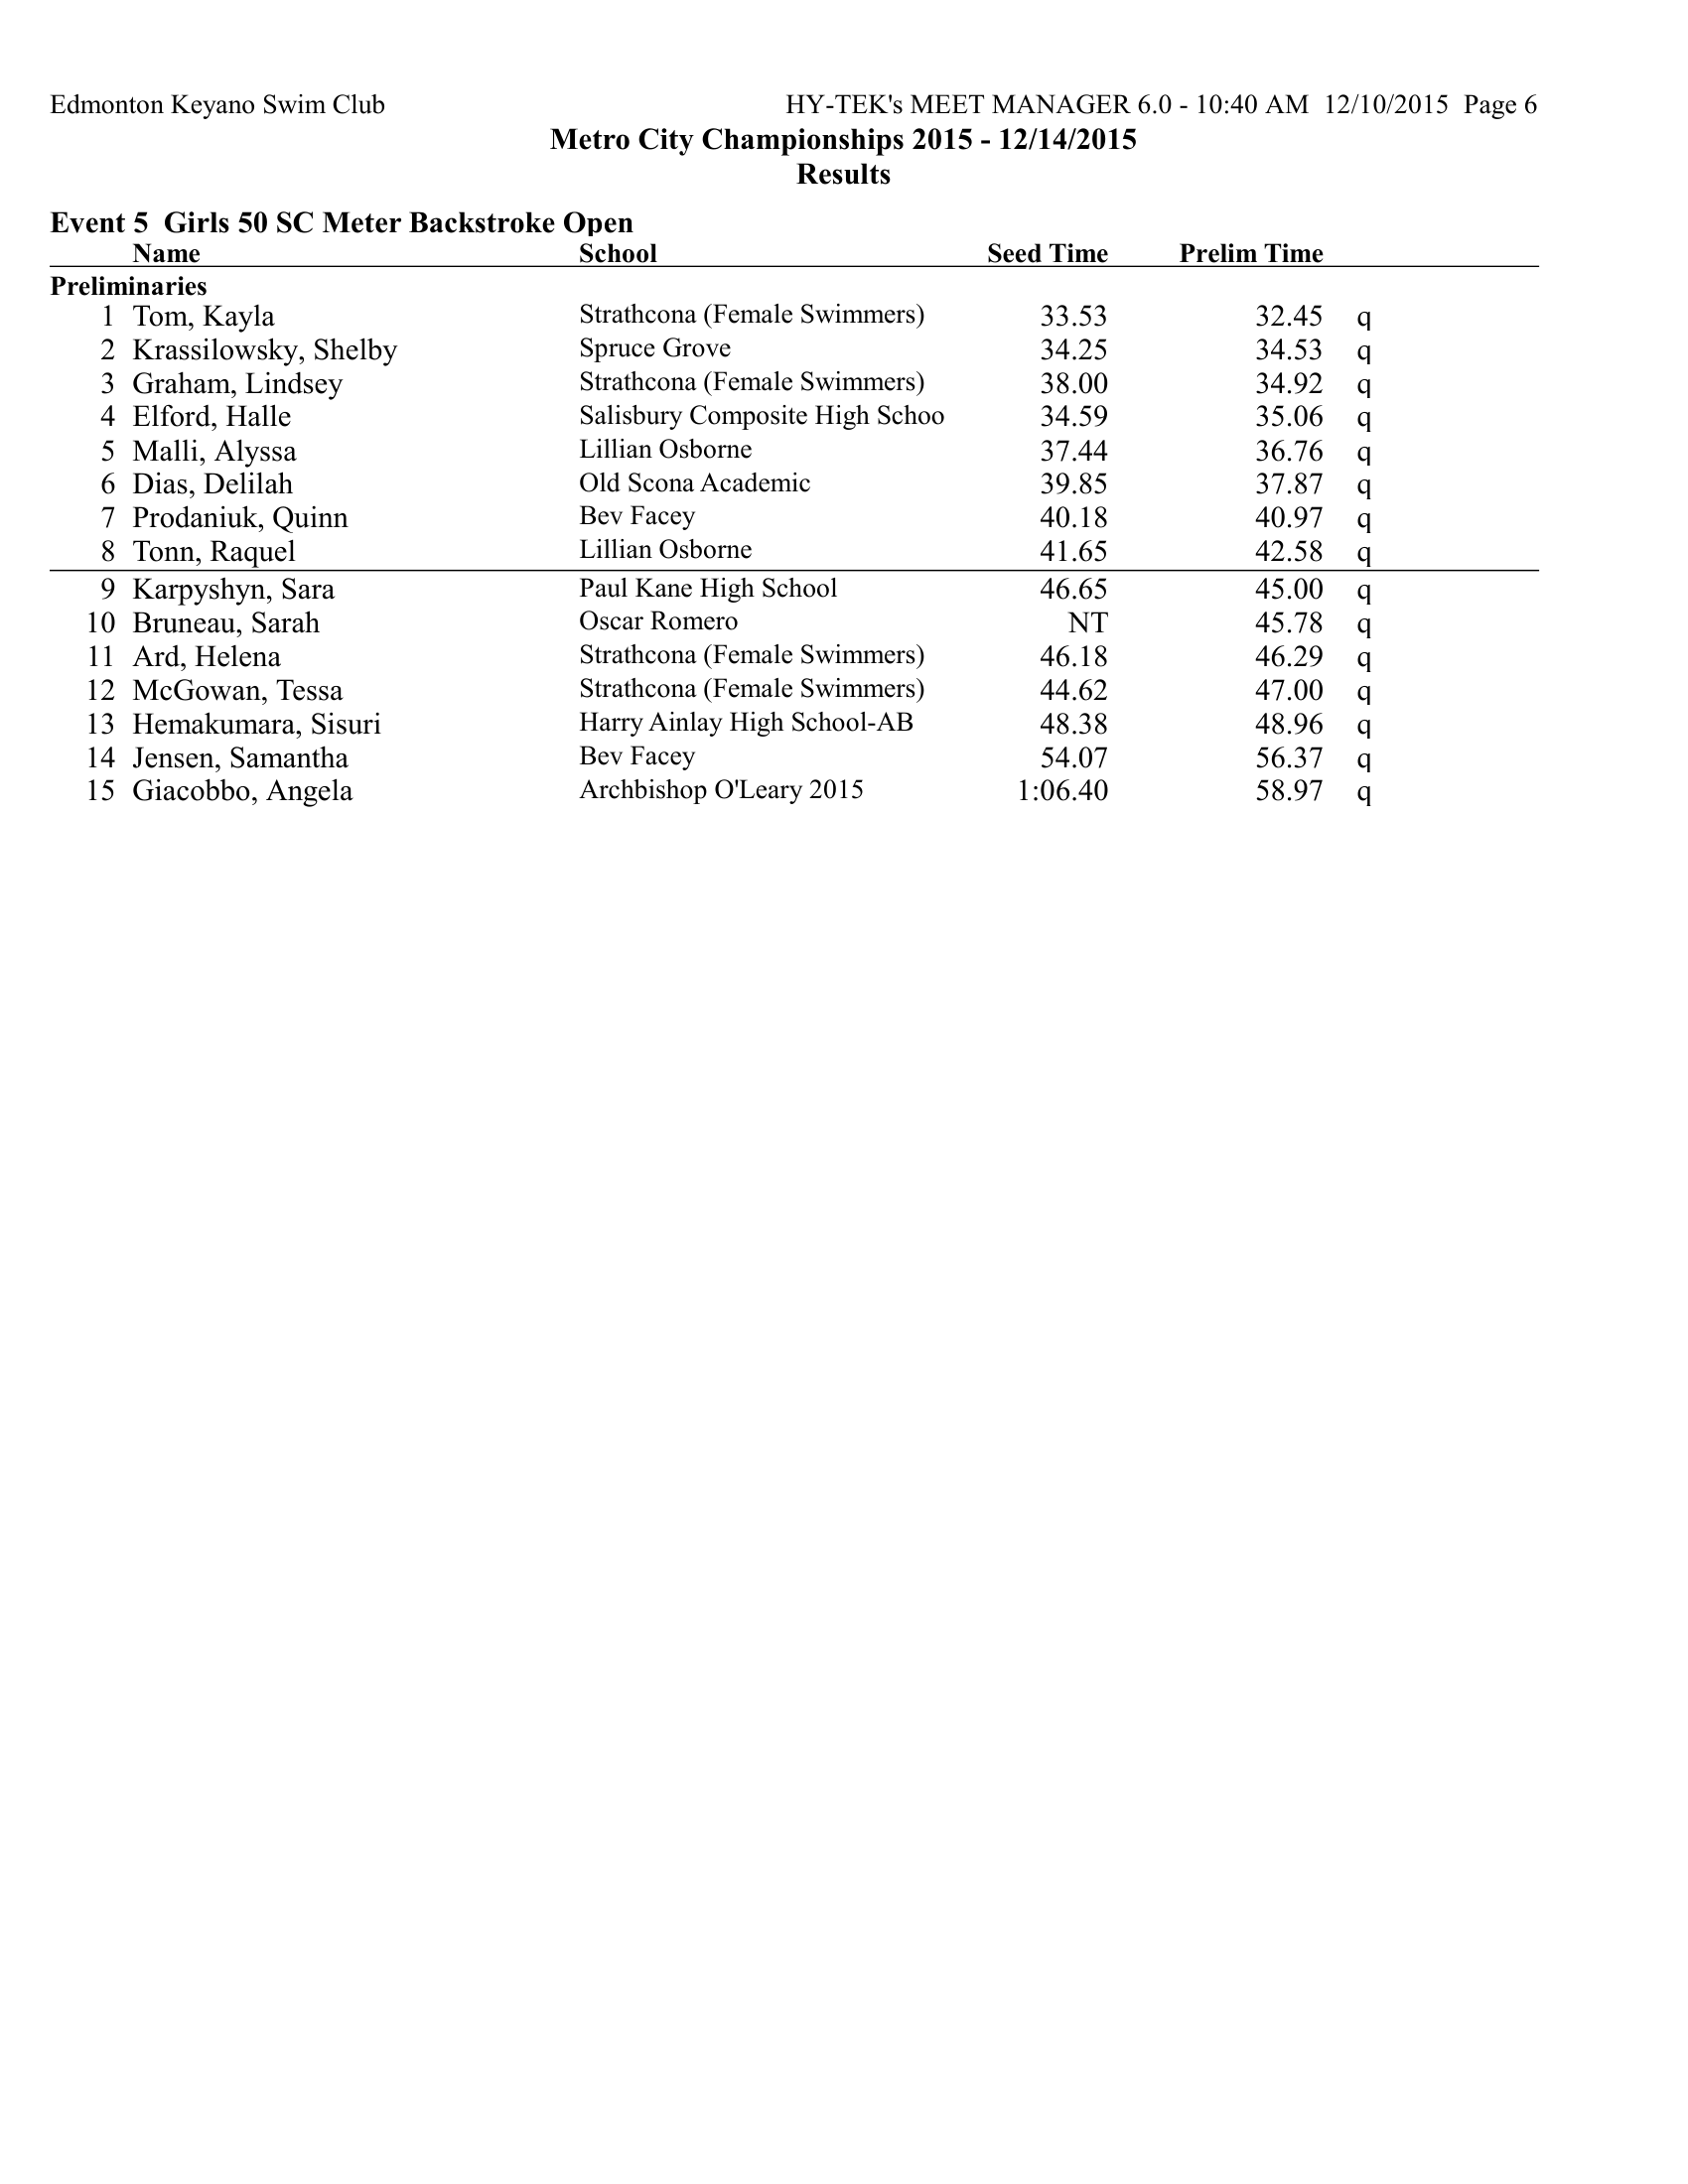 Edmonton Keyano Swim Club HY-TEK's MEET MANAGER 6.0 - 10:40 AM 12/10/2015 Page 6
Metro City Championships 2015 - 12/14/2015
Results
Event 5 Girls 50 SC Meter Backstroke Open
Name School Seed Time Prelim Time
Preliminaries
1 Tom, Kayla Strathcona (Female Swimmers) 33.53 32.45 q
2 Krassilowsky, Shelby Spruce Grove 34.25 34.53 q
3 Graham, Lindsey Strathcona (Female Swimmers) 38.00 34.92 q
4 Elford, Halle Salisbury Composite High Schoo 34.59 35.06 q
5 Malli, Alyssa Lillian Osborne 37.44 36.76 q
6 Dias, Delilah Old Scona Academic 39.85 37.87 q
7 Prodaniuk, Quinn Bev Facey 40.18 40.97 q
8 Tonn, Raquel Lillian Osborne 41.65 42.58 q
9 Karpyshyn, Sara Paul Kane High School 46.65 45.00 q
10 Bruneau, Sarah Oscar Romero NT 45.78 q
11 Ard, Helena Strathcona (Female Swimmers) 46.18 46.29 q
12 McGowan, Tessa Strathcona (Female Swimmers) 44.62 47.00 q
13 Hemakumara, Sisuri Harry Ainlay High School-AB 48.38 48.96 q
14 Jensen, Samantha Bev Facey 54.07 56.37 q
15 Giacobbo, Angela Archbishop O'Leary 2015 1:06.40 58.97 q